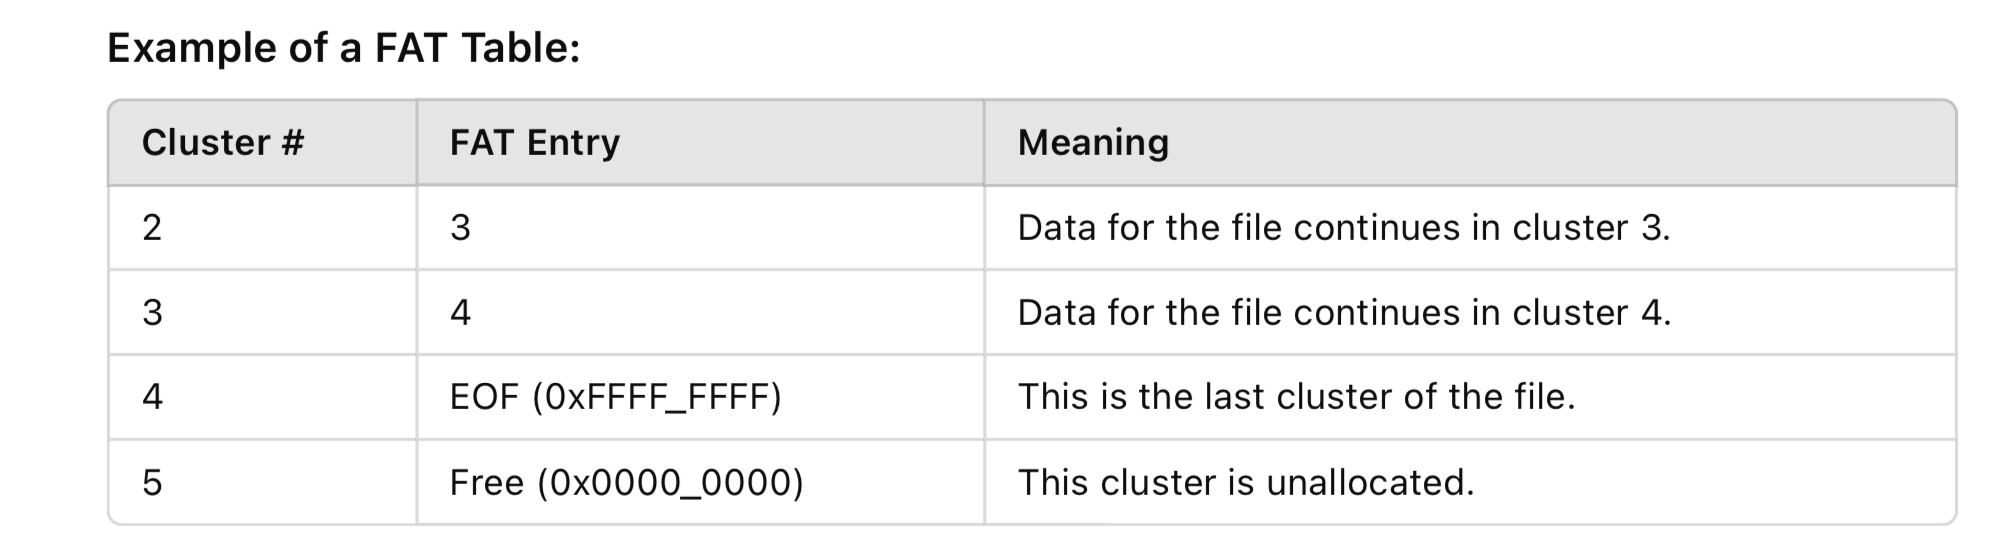 Example of a FAT Table:
Cluster # FAT Entry Meaning
2 3 Data for the file continues in cluster 3.
3 4 Data for the file continues in cluster 4.
4 EOF (0xFFFF_FFFF) This is the last cluster of the file.
5 Free (0x0000_0000) This cluster is unallocated.